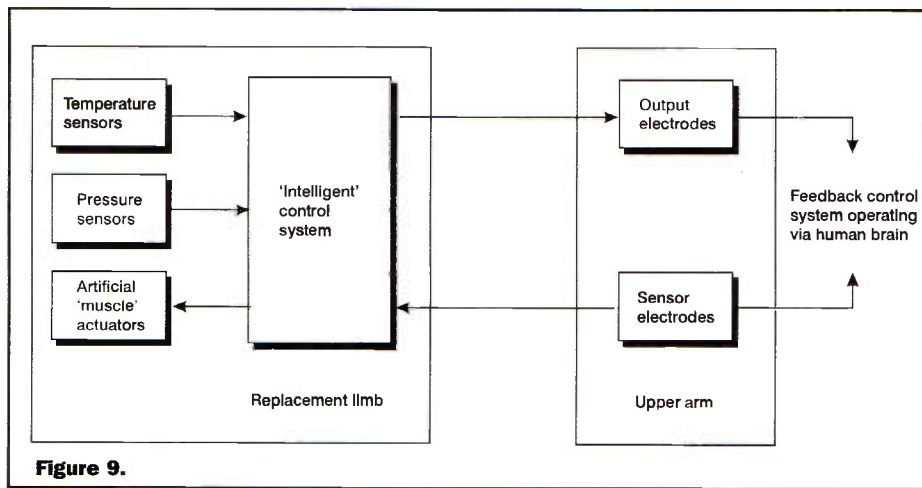 Temperature
sensors
Pressure
sensors
Artificial
'muscle'
actuators
'Intelligent'
control
system
Replacement limb
Output
electrodes
Sensor
electrodes
Upper arm
Feedback control
system operating
via human brain
Figure 9.